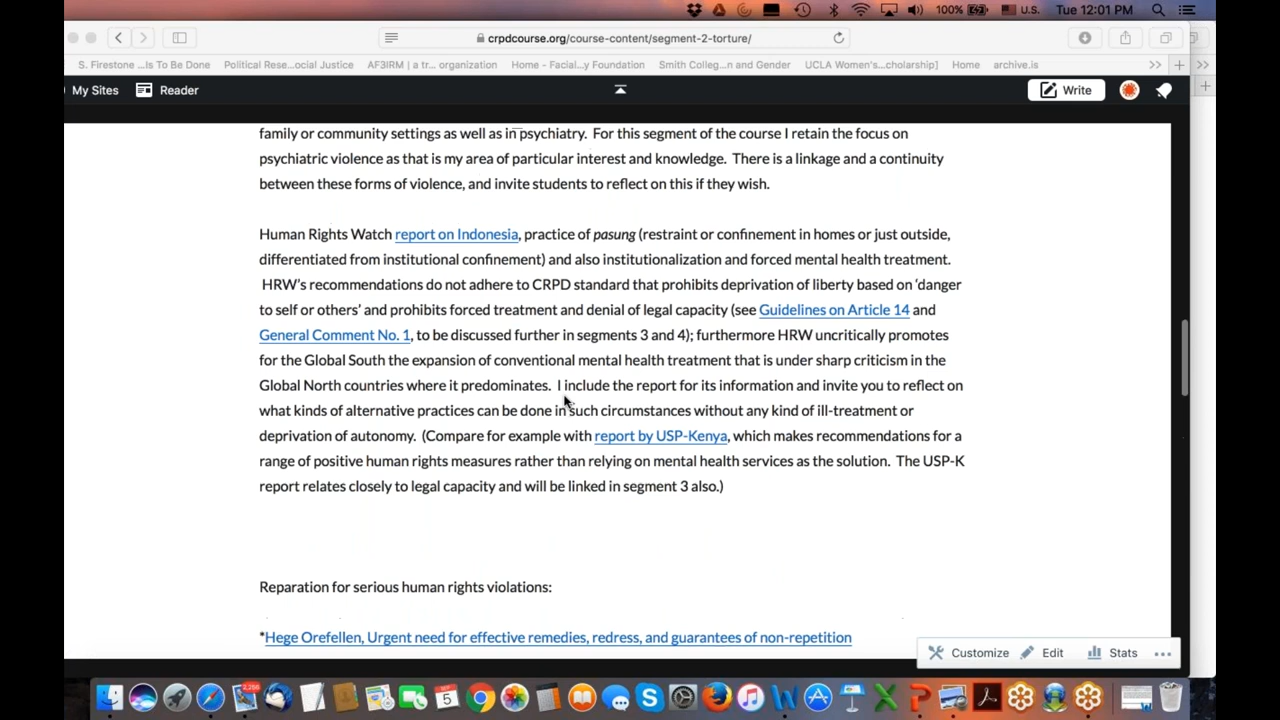 100% U.S. Tue 12:01 PM
crpdcourse.org/course-content/segment-2-torture/
S. Firestone ...Is To Be Done Political Rese...ocial Justice AF3IRM | a tr... organization Home - Facial...y Foundation Smith Colleg...n and Gender UCLA Women's...cholarship] Home archive.is >> + >>
My Sites Reader Write
family or community settings as well as in psychiatry. For this segment of the course I retain the focus on
psychiatric violence as that is my area of particular interest and knowledge. There is a linkage and a continuity
between these forms of violence, and invite students to reflect on this if they wish.
Human Rights Watch report on Indonesia, practice of pasung (restraint or confinement in homes or just outside,
differentiated from institutional confinement) and also institutionalization and forced mental health treatment.
HRW's recommendations do not adhere to CRPD standard that prohibits deprivation of liberty based on 'danger
to self or others' and prohibits forced treatment and denial of legal capacity (see Guidelines on Article 14 and
General Comment No. 1, to be discussed further in segments 3 and 4); furthermore HRW uncritically promotes
for the Global South the expansion of conventional mental health treatment that is under sharp criticism in the
Global North countries where it predominates. I include the report for its information and invite you to reflect on
what kinds of alternative practices can be done in such circumstances without any kind of ill-treatment or
deprivation of autonomy. (Compare for example with report by USP-Kenya, which makes recommendations for a
range of positive human rights measures rather than relying on mental health services as the solution. The USP-K
report relates closely to legal capacity and will be linked in segment 3 also.)
Reparation for serious human rights violations:
*Hege Orefellen, Urgent need for effective remedies, redress, and guarantees of non-repetition
Customize Edit Stats ...